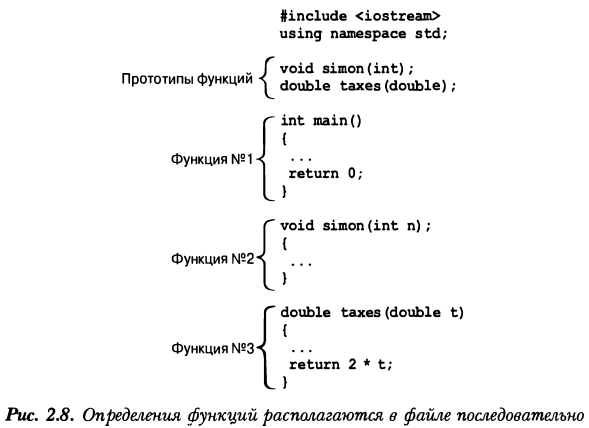 #include <iostream>
using namespace std;
Прототипы функций
void simon(int);
double taxes(double);
Функция №1
int main()
{
...
return 0;
}
Функция №2
void simon(int n);
{
...
}
Функция №3
double taxes(double t)
{
...
return 2 * t;
}
Рис. 2.8. Определения функций располагаются в файле последовательно